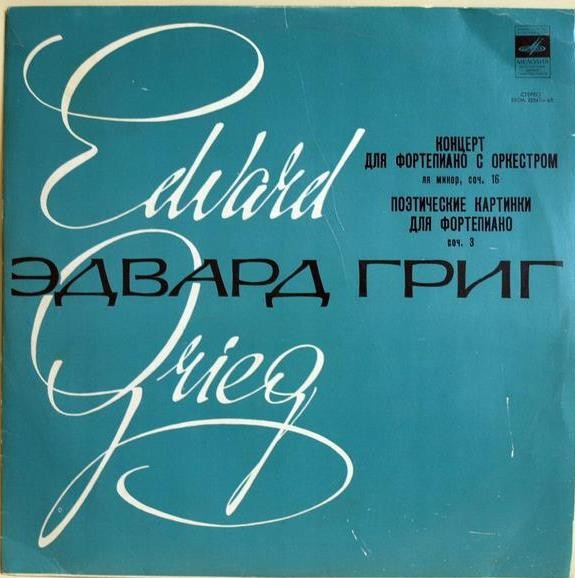 Edvard
Grieg
МЕЛОДИЯ
СТЕРЕО
КОНЦЕРТ
ДЛЯ ФОРТЕПИАНО С ОРКЕСТРОМ
ля минор, соч. 16
ПОЭТИЧЕСКИЕ КАРТИНКИ
ДЛЯ ФОРТЕПИАНО
соч. 3
ЭДВАРД ГРИГ